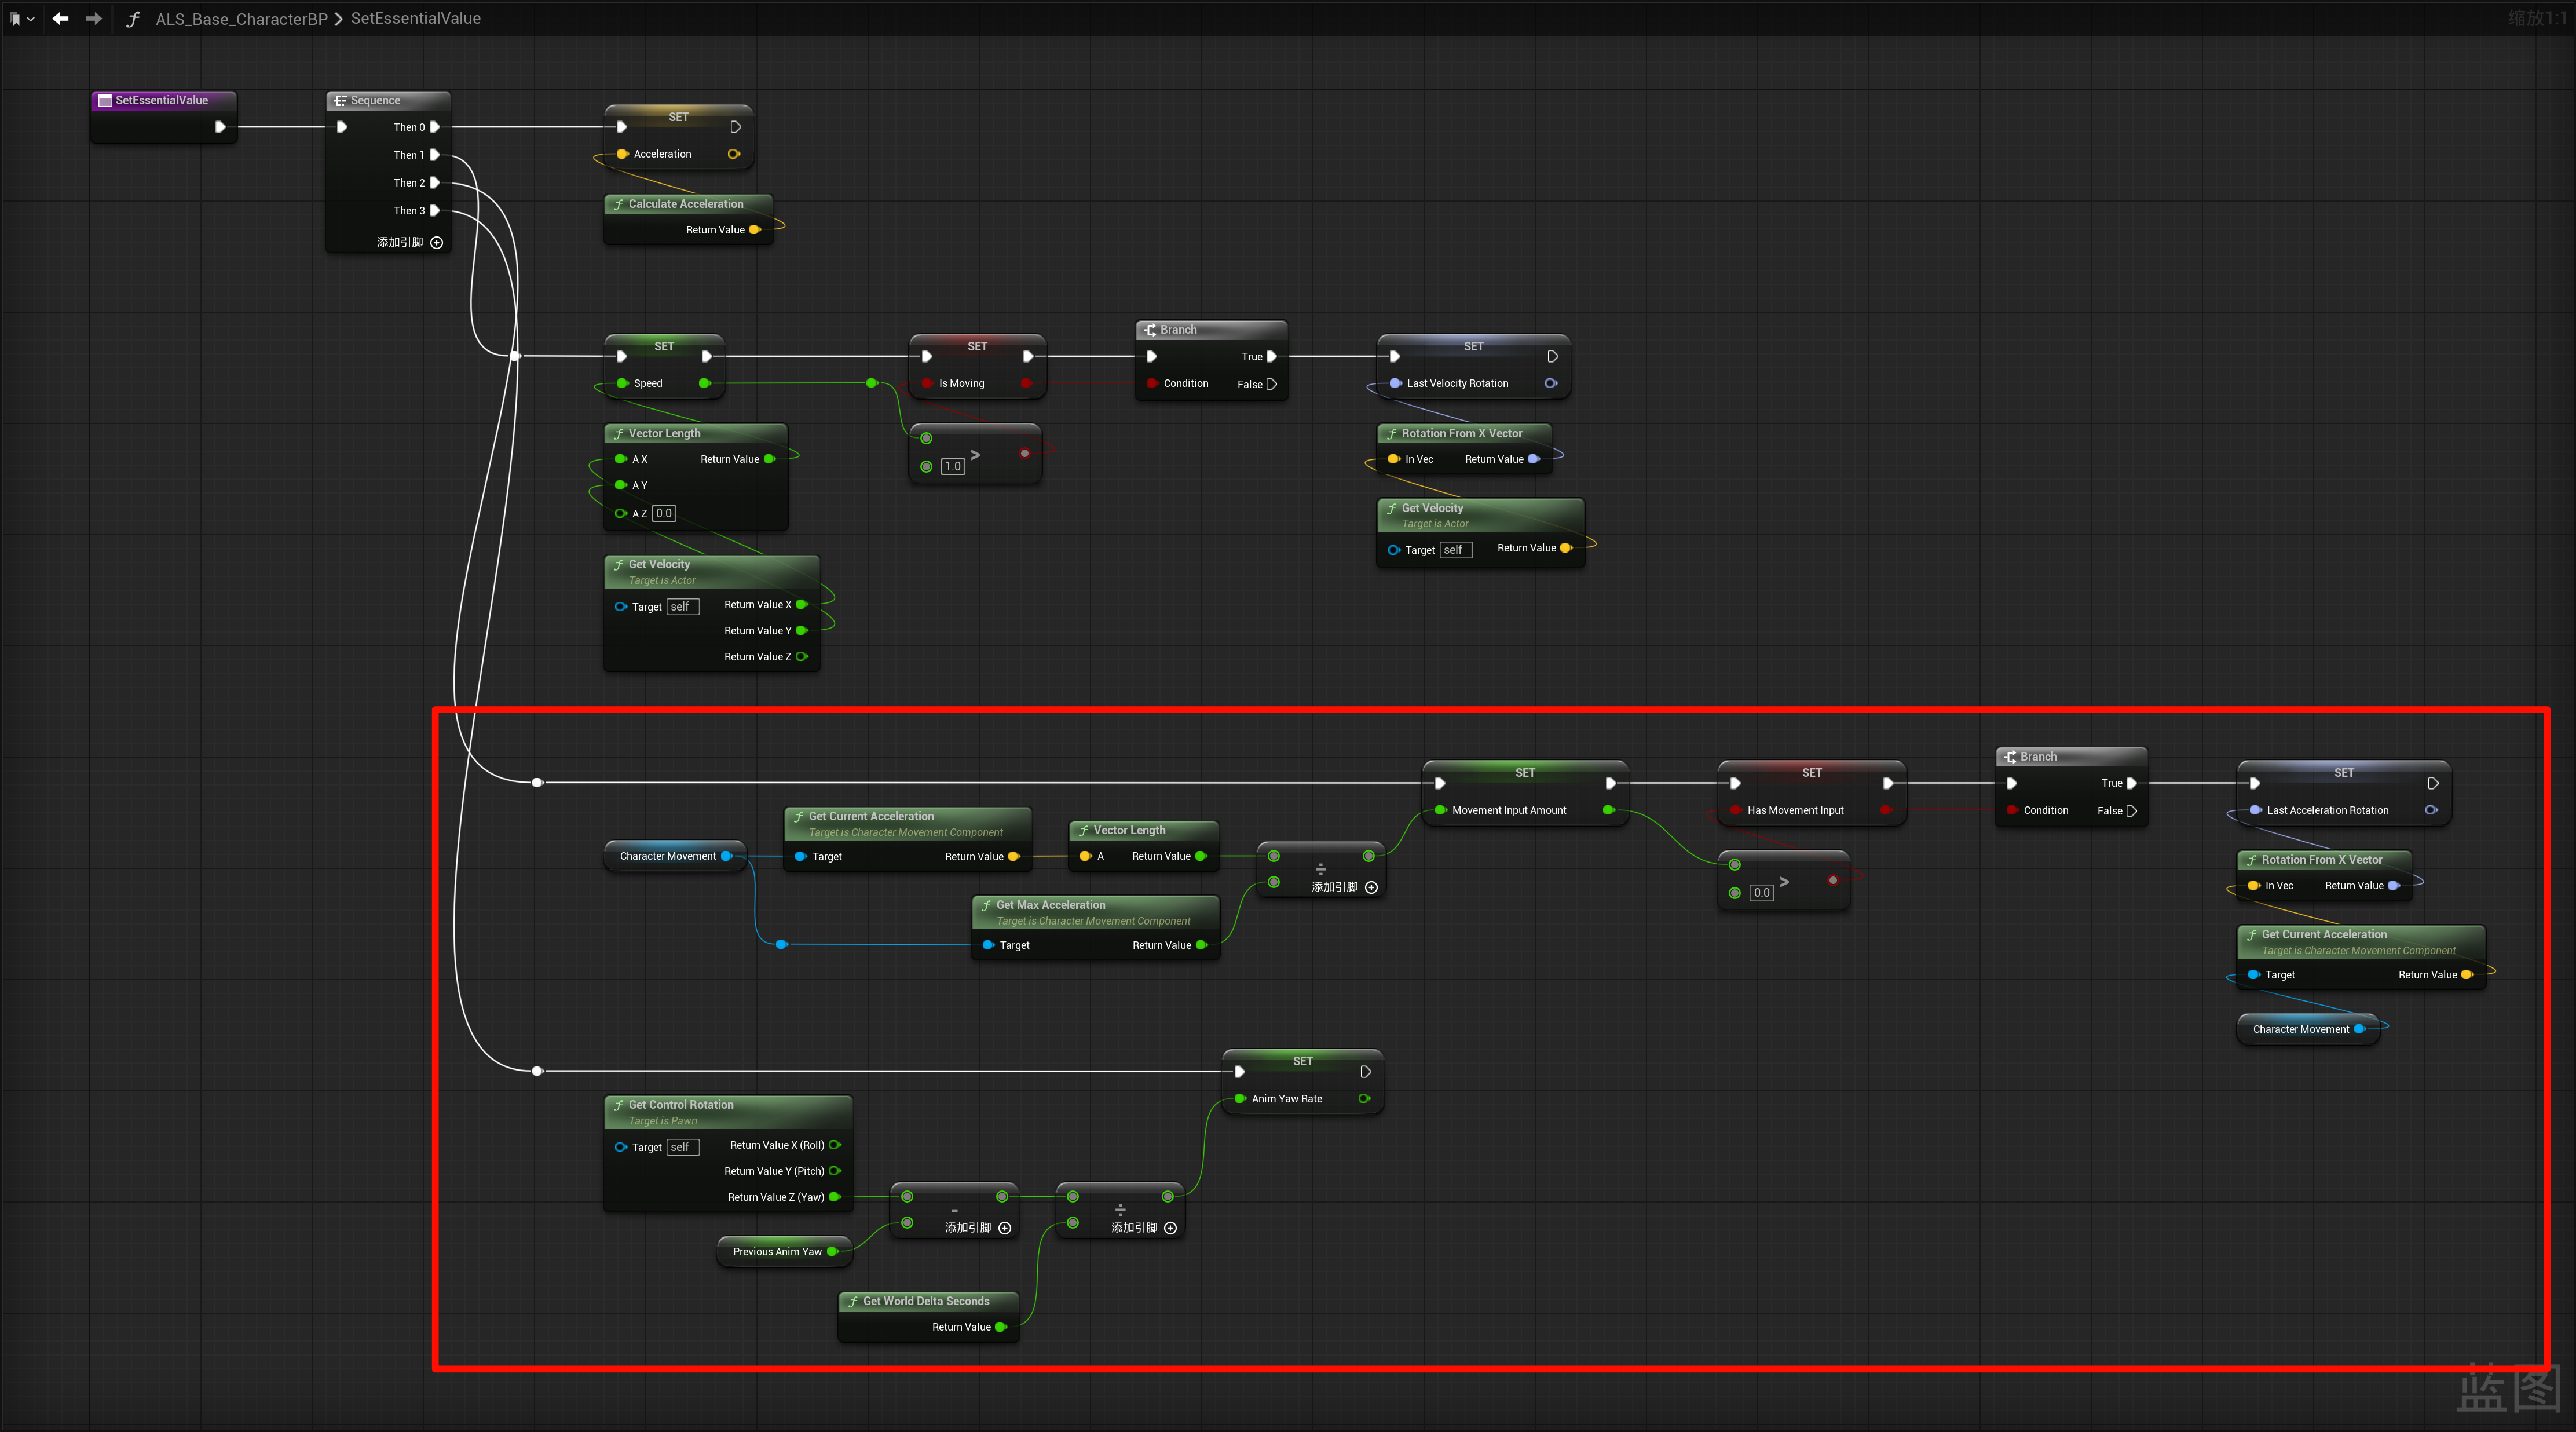 ALS_Base_CharacterBP > SetEssentialValue
缩放1:1
SetEssentialValue
Sequence
Then 0
Then 1
Then 2
Then 3
添加引脚
SET
Acceleration
Calculate Acceleration
Return Value
SET
Speed
Vector Length
A X Return Value
A Y
A Z 0.0
Get Velocity
Target is Actor
Target self Return Value X
Return Value Y
Return Value Z
SET
Is Moving
>
1.0
Branch
True
Condition False
SET
Last Velocity Rotation
Rotation From X Vector
In Vec Return Value
Get Velocity
Target is Actor
Target self Return Value
Character Movement
Get Current Acceleration
Target is Character Movement Component
Target Return Value
Vector Length
A Return Value
Get Max Acceleration
Target is Character Movement Component
Target Return Value
÷
添加引脚
SET
Movement Input Amount
SET
Has Movement Input
>
0.0
Branch
True
Condition False
SET
Last Acceleration Rotation
Rotation From X Vector
In Vec Return Value
Get Current Acceleration
Target is Character Movement Component
Target Return Value
Character Movement
SET
Anim Yaw Rate
Get Control Rotation
Target is Pawn
Target self Return Value X (Roll)
Return Value Y (Pitch)
Return Value Z (Yaw)
Previous Anim Yaw
-
添加引脚
÷
添加引脚
Get World Delta Seconds
Return Value
蓝图